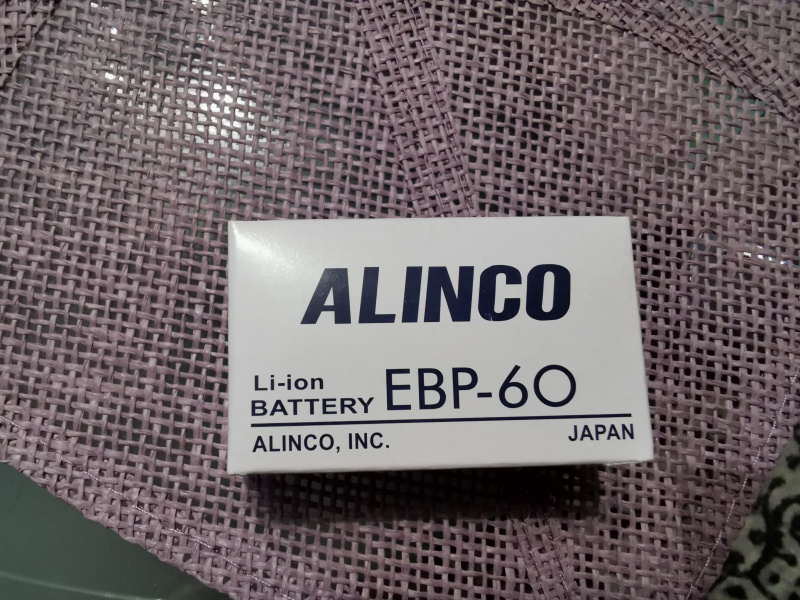 ALINCO
Li-ion
BATTERY EBP-60
ALINCO, INC. JAPAN